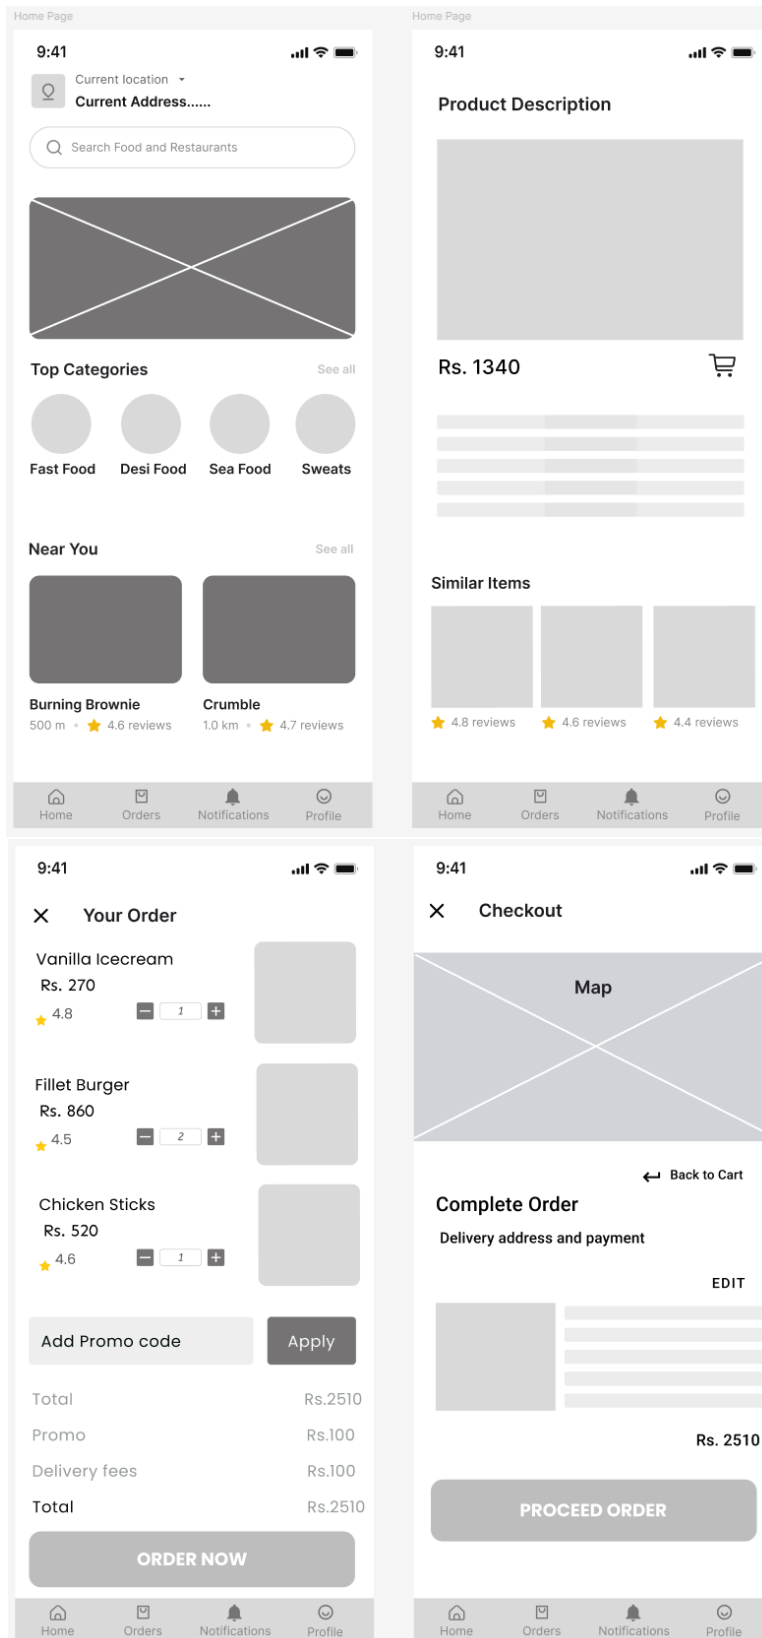 Home Page
9:41
Current location
Current Address......
Search Food and Restaurants
Top Categories
See all
Fast Food
Desi Food
Sea Food
Sweats
Near You
See all
Burning Brownie
500 m
4.6 reviews
Crumble
1.0 km
4.7 reviews
Home
Orders
Notifications
Profile
Home Page
9:41
Product Description
Rs. 1340
Similar Items
4.8 reviews
4.6 reviews
4.4 reviews
Home
Orders
Notifications
Profile
9:41
Your Order
Vanilla Icecream
Rs. 270
4.8
1
Fillet Burger
Rs. 860
4.5
2
Chicken Sticks
Rs. 520
4.6
1
Add Promo code
Apply
Total Rs.2510
Promo Rs.100
Delivery fees Rs.100
Total Rs.2510
ORDER NOW
Home
Orders
Notifications
Profile
9:41
Checkout
Map
Back to Cart
Complete Order
Delivery address and payment
EDIT
Rs. 2510
PROCEED ORDER
Home
Orders
Notifications
Profile